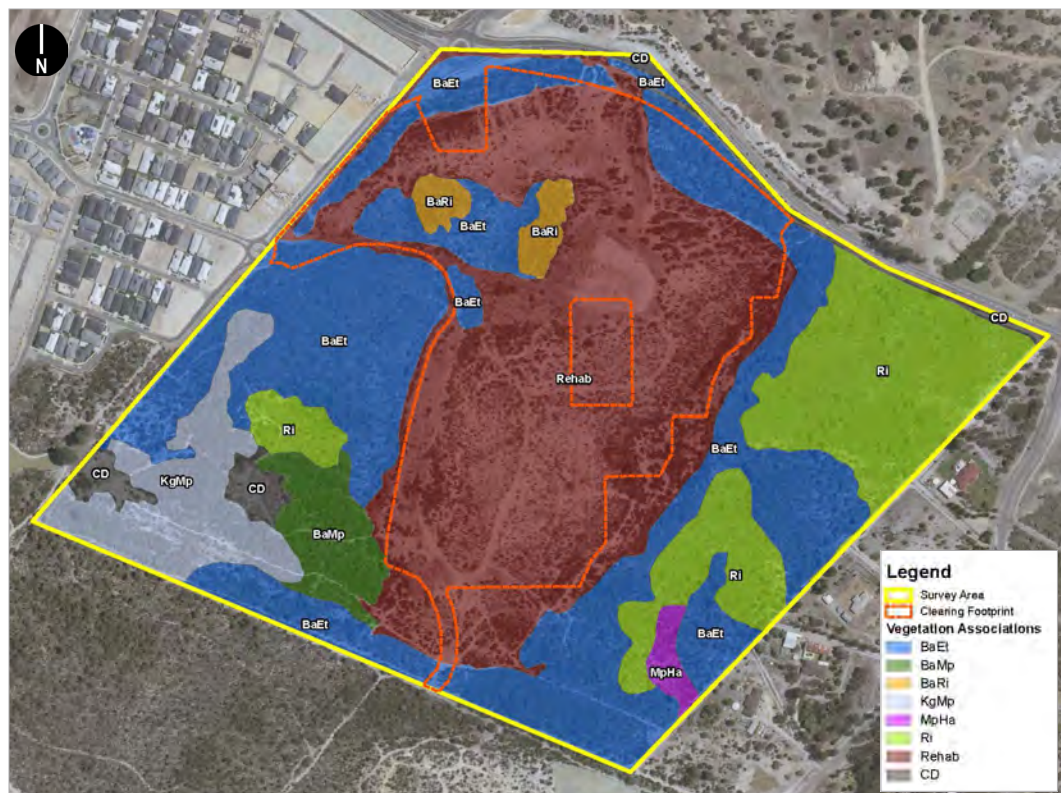 N
CD
BaEt
BaEt
BaRi
BaEt
BaRi
BaEt
CD
BaEt
Ri
Rehab
Ri
BaEt
CD
KgMp
CD
BaMp
Ri
BaEt
BaEt
MpHa
Legend
Survey Area
Clearing Footprint
Vegetation Associations
BaEt
BaMp
BaRi
KgMp
MpHa
Ri
Rehab
CD